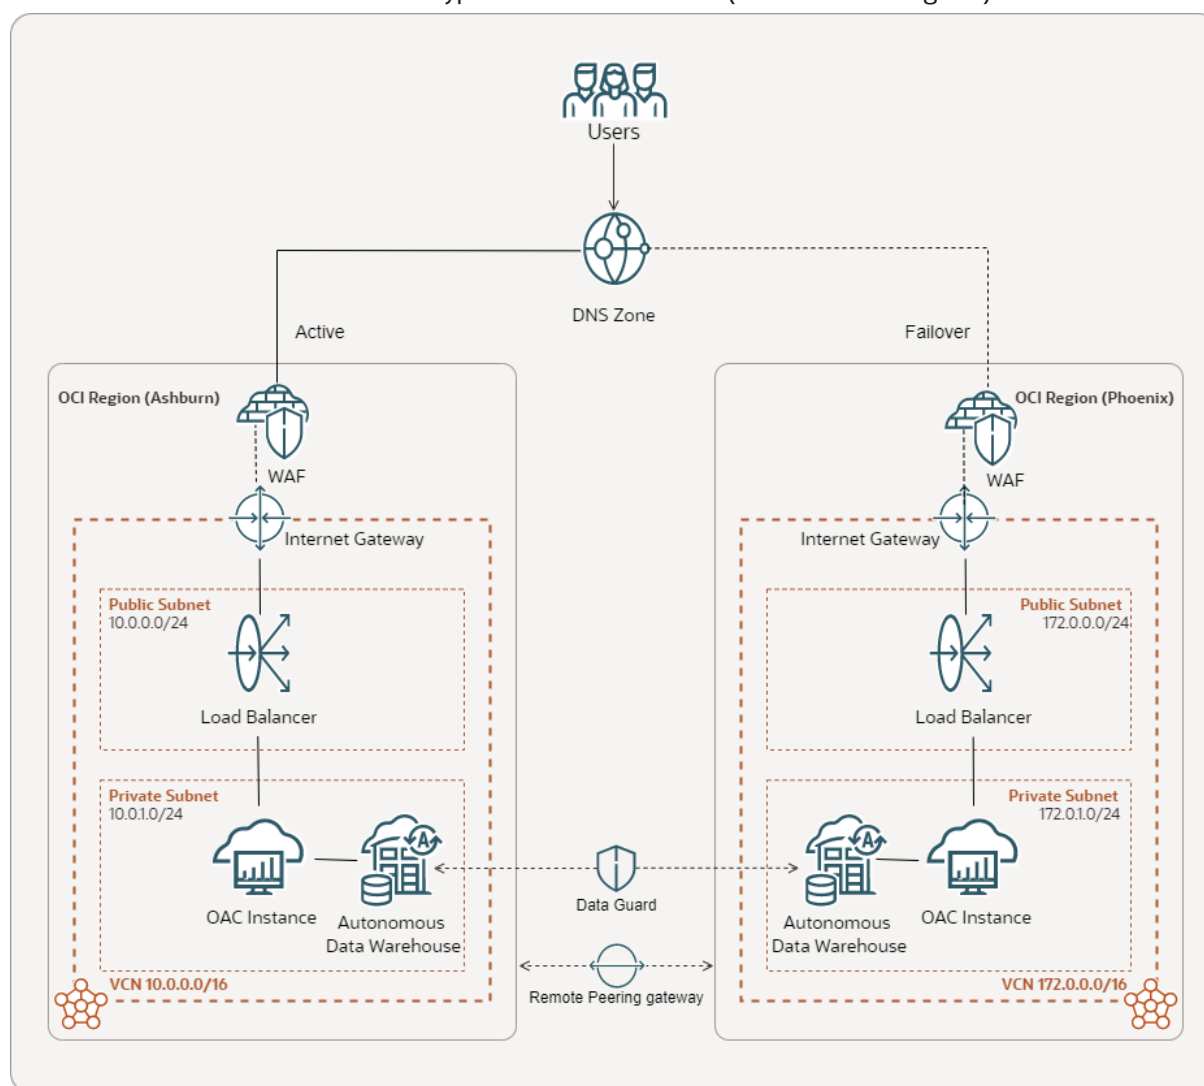 Users
DNS Zone
Active
Failover
OCI Region (Ashburn)
WAF
Internet Gateway
Public Subnet
10.0.0.0/24
Load Balancer
Private Subnet
10.0.1.0/24
OAC Instance
Autonomous
Data Warehouse
VCN 10.0.0.0/16
Data Guard
Remote Peering gateway
OCI Region (Phoenix)
WAF
Internet Gateway
Public Subnet
172.0.0.0/24
Load Balancer
Private Subnet
172.0.1.0/24
Autonomous
Data Warehouse
OAC Instance
VCN 172.0.0.0/16
A
A